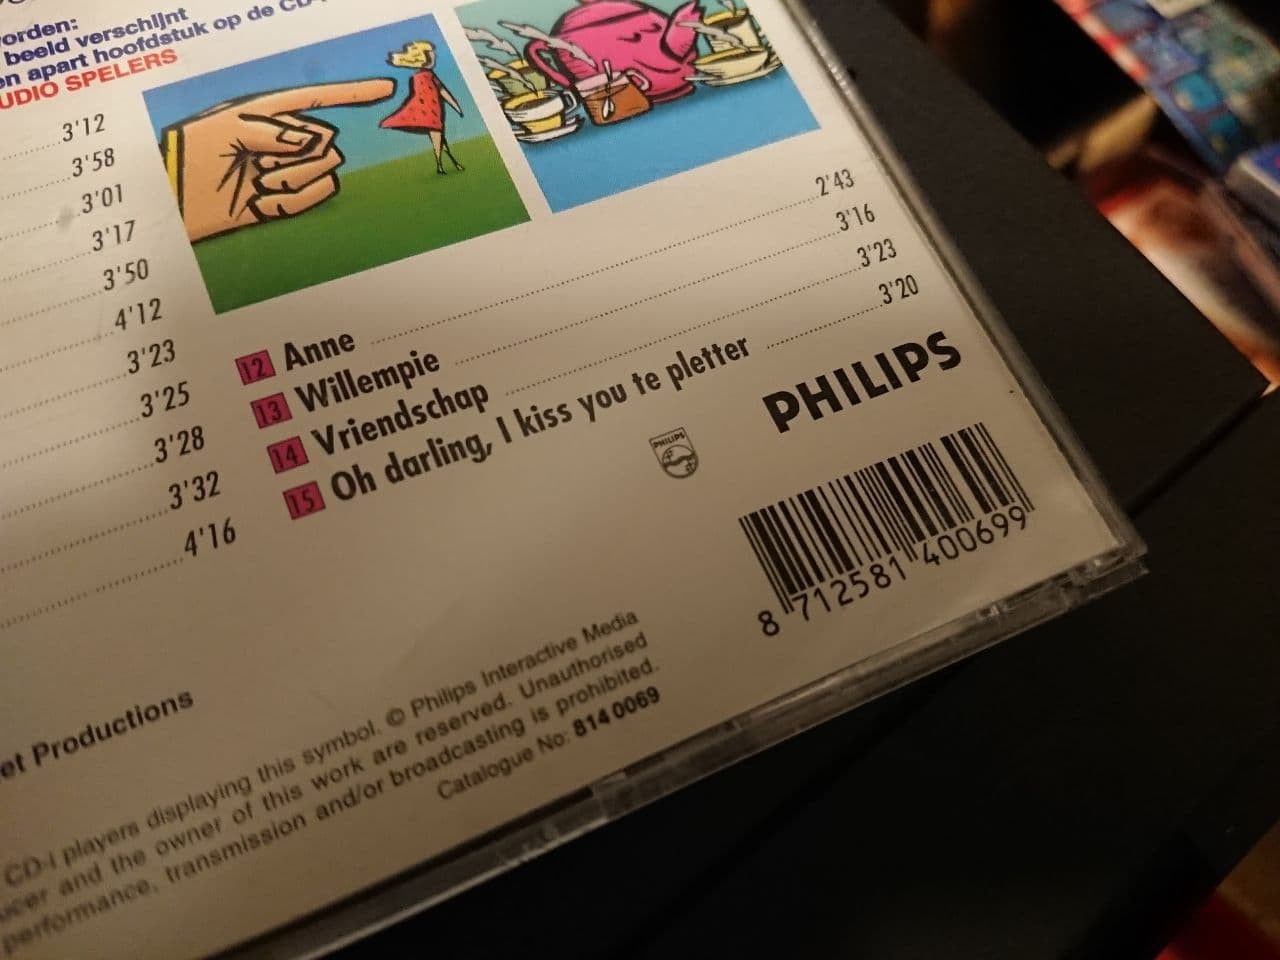 orden:
beeld verschijnt
en apart hoofdstuk op de CD-
UDIO SPELERS
3'12
3'58
3'01
3'17
3'50
4'12
3'23
3'25
3'28
3'32
4'16
12 Anne 2'43
13 Willempie 3'16
14 Vriendschap 3'23
15 Oh darling, I kiss you te pletter 3'20
PHILIPS
PHILIPS
8 712581 400699
et Productions
CD-I players displaying this symbol. © Philips Interactive Media
ucer and the owner of this work are reserved. Unauthorised
performance, transmission and/or broadcasting is prohibited.
Catalogue No: 814 0069